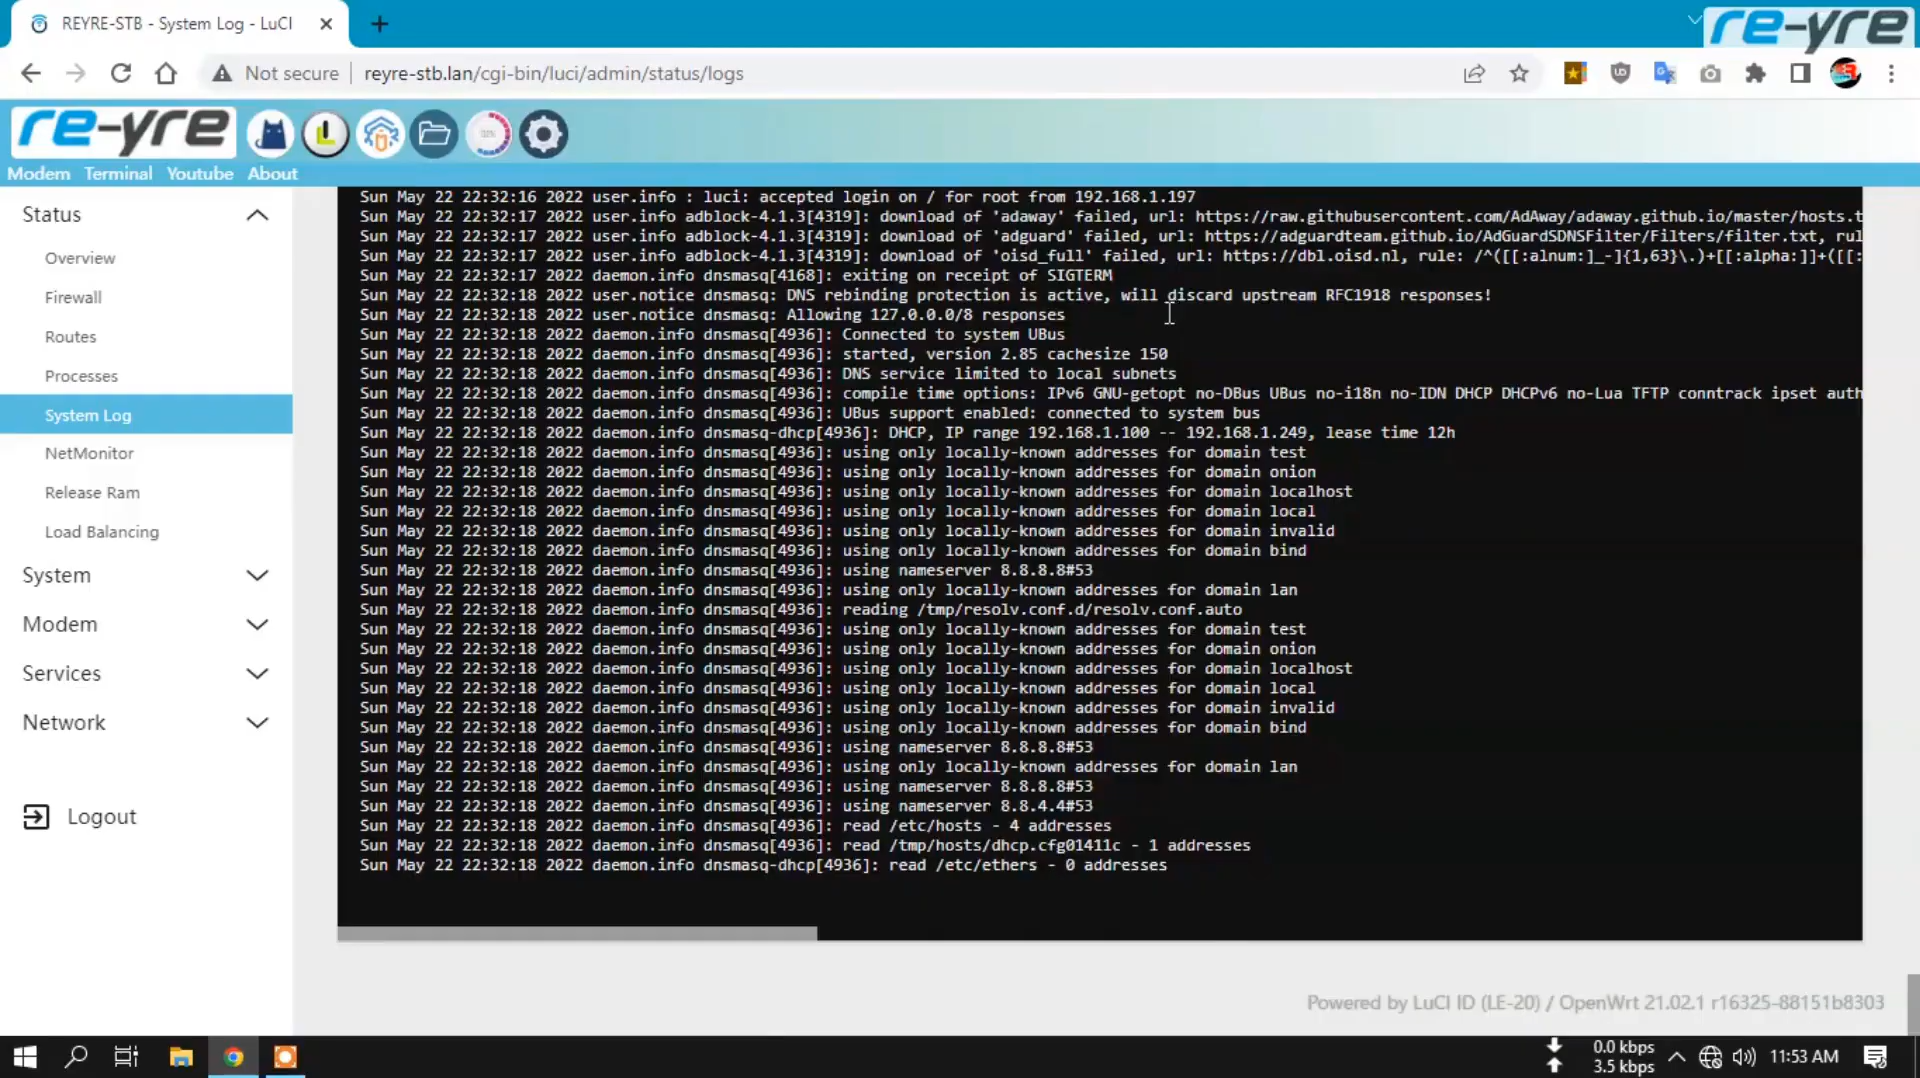 REYRE-STB - System Log - LuCI
re-yre
Not secure
reyre-stb.lan/cgi-bin/luci/admin/status/logs
re-yre
Modem Terminal Youtube About
Status
Overview
Firewall
Routes
Processes
System Log
NetMonitor
Release Ram
Load Balancing
System
Modem
Services
Network
Logout
Sun May 22 22:32:16 2022 user.info : luci: accepted login on / for root from 192.168.1.197
Sun May 22 22:32:17 2022 user.info adblock-4.1.3[4319]: download of 'adaway' failed, url: https://raw.githubusercontent.com/AdAway/adaway.github.io/master/hosts.t
Sun May 22 22:32:17 2022 user.info adblock-4.1.3[4319]: download of 'adguard' failed, url: https://adguardteam.github.io/AdGuardSDNSFilter/Filters/filter.txt, rul
Sun May 22 22:32:17 2022 user.info adblock-4.1.3[4319]: download of 'oisd_full' failed, url: https://dbl.oisd.nl, rule: /^([[:alnum:]_-]{1,63}\.)+[[:alpha:]]+([[:
Sun May 22 22:32:17 2022 daemon.info dnsmasq[4168]: exiting on receipt of SIGTERM
Sun May 22 22:32:18 2022 user.notice dnsmasq: DNS rebinding protection is active, will discard upstream RFC1918 responses!
Sun May 22 22:32:18 2022 user.notice dnsmasq: Allowing 127.0.0.0/8 responses
Sun May 22 22:32:18 2022 daemon.info dnsmasq[4936]: Connected to system UBus
Sun May 22 22:32:18 2022 daemon.info dnsmasq[4936]: started, version 2.85 cachesize 150
Sun May 22 22:32:18 2022 daemon.info dnsmasq[4936]: DNS service limited to local subnets
Sun May 22 22:32:18 2022 daemon.info dnsmasq[4936]: compile time options: IPv6 GNU-getopt no-DBus UBus no-i18n no-IDN DHCP DHCPv6 no-Lua TFTP conntrack ipset auth
Sun May 22 22:32:18 2022 daemon.info dnsmasq[4936]: UBus support enabled: connected to system bus
Sun May 22 22:32:18 2022 daemon.info dnsmasq-dhcp[4936]: DHCP, IP range 192.168.1.100 -- 192.168.1.249, lease time 12h
Sun May 22 22:32:18 2022 daemon.info dnsmasq[4936]: using only locally-known addresses for domain test
Sun May 22 22:32:18 2022 daemon.info dnsmasq[4936]: using only locally-known addresses for domain onion
Sun May 22 22:32:18 2022 daemon.info dnsmasq[4936]: using only locally-known addresses for domain localhost
Sun May 22 22:32:18 2022 daemon.info dnsmasq[4936]: using only locally-known addresses for domain local
Sun May 22 22:32:18 2022 daemon.info dnsmasq[4936]: using only locally-known addresses for domain invalid
Sun May 22 22:32:18 2022 daemon.info dnsmasq[4936]: using only locally-known addresses for domain bind
Sun May 22 22:32:18 2022 daemon.info dnsmasq[4936]: using nameserver 8.8.8.8#53
Sun May 22 22:32:18 2022 daemon.info dnsmasq[4936]: using only locally-known addresses for domain lan
Sun May 22 22:32:18 2022 daemon.info dnsmasq[4936]: reading /tmp/resolv.conf.d/resolv.conf.auto
Sun May 22 22:32:18 2022 daemon.info dnsmasq[4936]: using only locally-known addresses for domain test
Sun May 22 22:32:18 2022 daemon.info dnsmasq[4936]: using only locally-known addresses for domain onion
Sun May 22 22:32:18 2022 daemon.info dnsmasq[4936]: using only locally-known addresses for domain localhost
Sun May 22 22:32:18 2022 daemon.info dnsmasq[4936]: using only locally-known addresses for domain local
Sun May 22 22:32:18 2022 daemon.info dnsmasq[4936]: using only locally-known addresses for domain invalid
Sun May 22 22:32:18 2022 daemon.info dnsmasq[4936]: using only locally-known addresses for domain bind
Sun May 22 22:32:18 2022 daemon.info dnsmasq[4936]: using nameserver 8.8.8.8#53
Sun May 22 22:32:18 2022 daemon.info dnsmasq[4936]: using only locally-known addresses for domain lan
Sun May 22 22:32:18 2022 daemon.info dnsmasq[4936]: using nameserver 8.8.8.8#53
Sun May 22 22:32:18 2022 daemon.info dnsmasq[4936]: using nameserver 8.8.4.4#53
Sun May 22 22:32:18 2022 daemon.info dnsmasq[4936]: read /etc/hosts - 4 addresses
Sun May 22 22:32:18 2022 daemon.info dnsmasq[4936]: read /tmp/hosts/dhcp.cfg01411c - 1 addresses
Sun May 22 22:32:18 2022 daemon.info dnsmasq-dhcp[4936]: read /etc/ethers - 0 addresses
Powered by LuCI ID (LE-20) / OpenWrt 21.02.1 r16325-88151b8303
0.0 kbps
3.5 kbps
11:53 AM